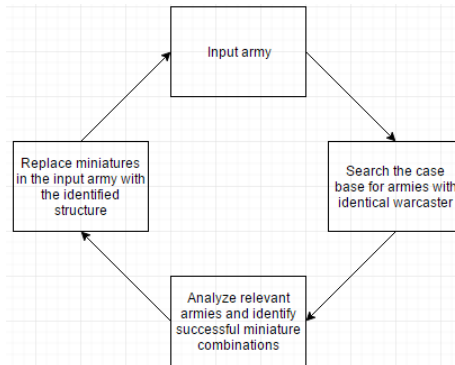 Input army
Search the case
base for armies with
identical warcaster
Analyze relevant
armies and identify
successful miniature
combinations
Replace miniatures
in the input army with
the identified
structure